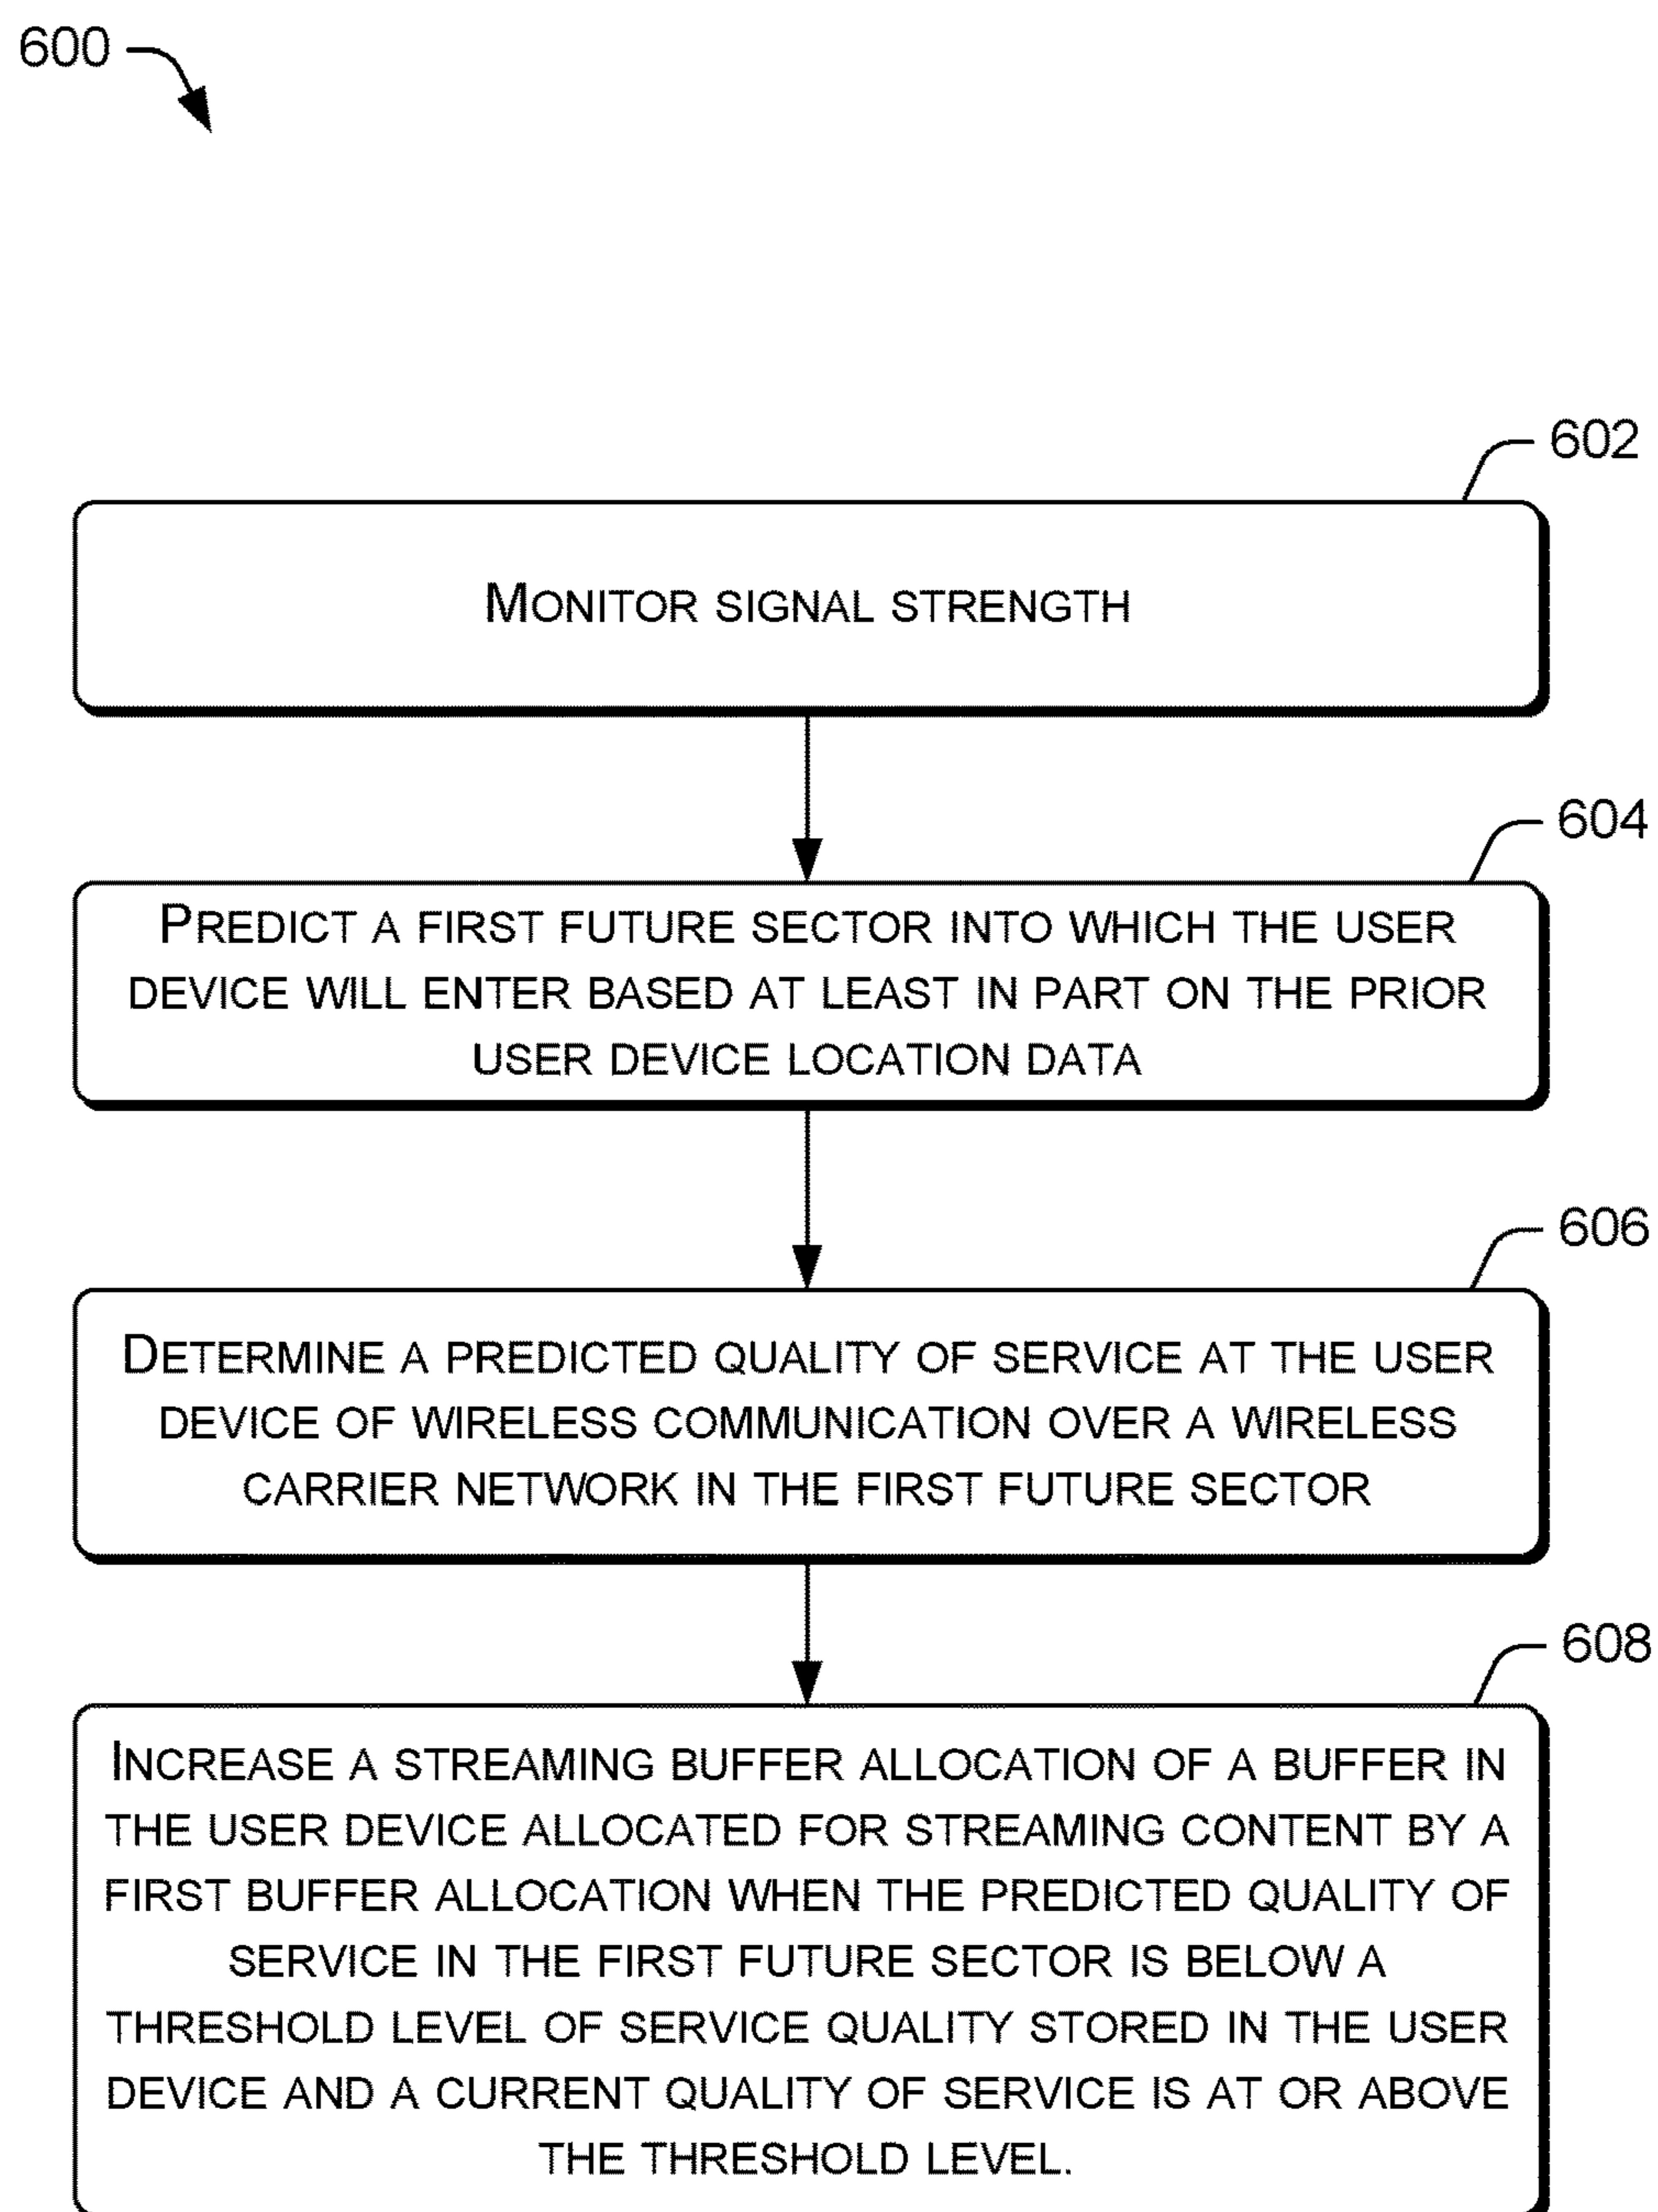 600
602
MONITOR SIGNAL STRENGTH
604
PREDICT A FIRST FUTURE SECTOR INTO WHICH THE USER
DEVICE WILL ENTER BASED AT LEAST IN PART ON THE PRIOR
USER DEVICE LOCATION DATA
606
DETERMINE A PREDICTED QUALITY OF SERVICE AT THE USER
DEVICE OF WIRELESS COMMUNICATION OVER A WIRELESS
CARRIER NETWORK IN THE FIRST FUTURE SECTOR
608
INCREASE A STREAMING BUFFER ALLOCATION OF A BUFFER IN
THE USER DEVICE ALLOCATED FOR STREAMING CONTENT BY A
FIRST BUFFER ALLOCATION WHEN THE PREDICTED QUALITY OF
SERVICE IN THE FIRST FUTURE SECTOR IS BELOW A
THRESHOLD LEVEL OF SERVICE QUALITY STORED IN THE USER
DEVICE AND A CURRENT QUALITY OF SERVICE IS AT OR ABOVE
THE THRESHOLD LEVEL.